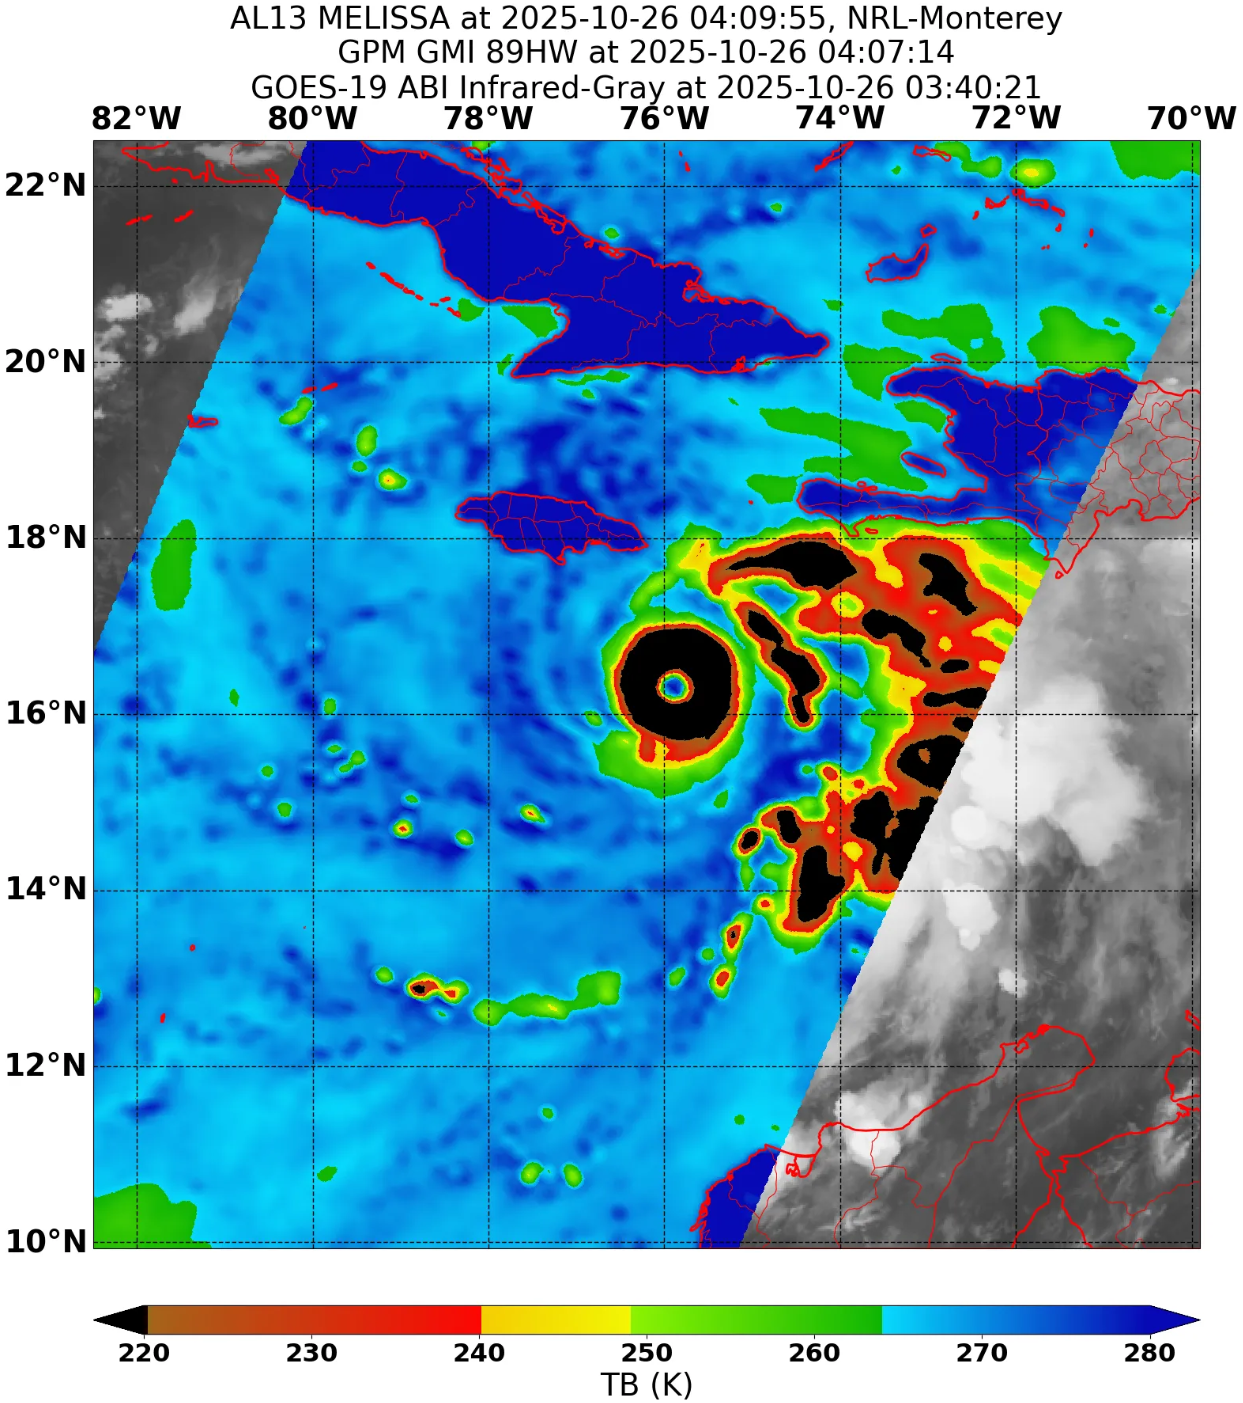 AL13 MELISSA at 2025-10-26 04:09:55, NRL-Monterey
GPM GMI 89HW at 2025-10-26 04:07:14
GOES-19 ABI Infrared-Gray at 2025-10-26 03:40:21
82°W 80°W 78°W 76°W 74°W 72°W 70°W
22°N
20°N
18°N
16°N
14°N
12°N
10°N
220 230 240 250 260 270 280
TB (K)